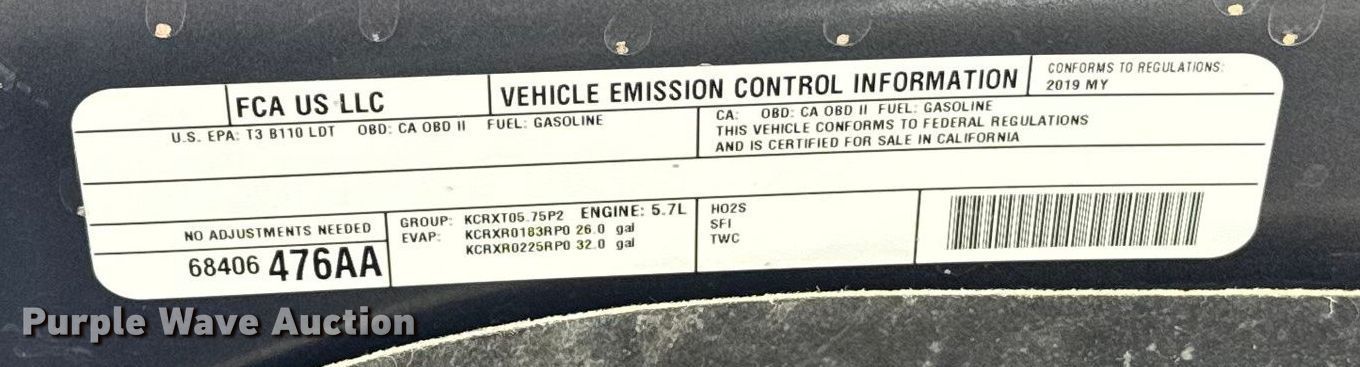 FCA US LLC
VEHICLE EMISSION CONTROL INFORMATION
CONFORMS TO REGULATIONS:
2019 MY
U.S. EPA: T3 B110 LDT OBD: CA OBD II FUEL: GASOLINE
CA: OBD: CA OBD II FUEL: GASOLINE
THIS VEHICLE CONFORMS TO FEDERAL REGULATIONS
AND IS CERTIFIED FOR SALE IN CALIFORNIA
NO ADJUSTMENTS NEEDED
68406 476AA
GROUP: KCRXT05.75P2 ENGINE: 5.7L
EVAP: KCRXR0183RP0 26.0 gal
KCRXR0225RP0 32.0 gal
HO2S
SFI
TWC
Purple Wave Auction